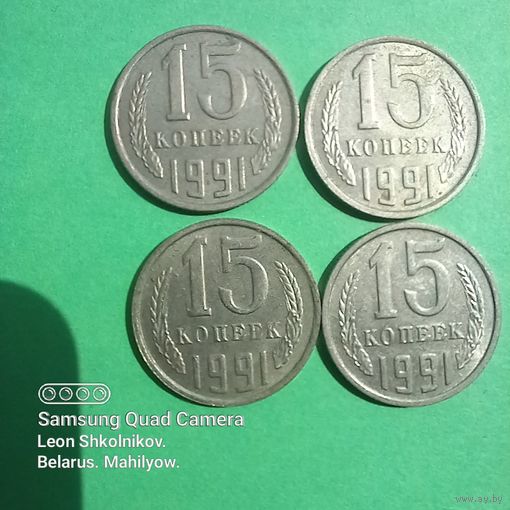 15
КОПЕЕК
1991
15
КОПЕЕК
1991
15
КОПЕЕК
1991
15
КОПЕЕК
1991
Samsung Quad Camera
Leon Shkolnikov.
Belarus. Mahilyow.
www.ay.by